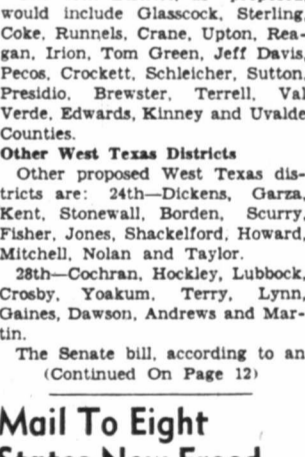 would include Glasscock, Sterling,
Coke, Runnels, Crane, Upton, Rea-
gan, Irion, Tom Green, Jeff Davis,
Pecos, Crockett, Schleicher, Sutton,
Presidio, Brewster, Terrell, Val
Verde, Edwards, Kinney and Uvalde
Counties.
Other West Texas Districts
Other proposed West Texas dis-
tricts are: 24th—Dickens, Garza,
Kent, Stonewall, Borden, Scurry,
Fisher, Jones, Shackelford, Howard,
Mitchell, Nolan and Taylor.
28th—Cochran, Hockley, Lubbock,
Crosby, Yoakum, Terry, Lynn,
Gaines, Dawson, Andrews and Mar-
tin.
The Senate bill, according to an
(Continued On Page 12)
Mail To Eight
States Now Freed